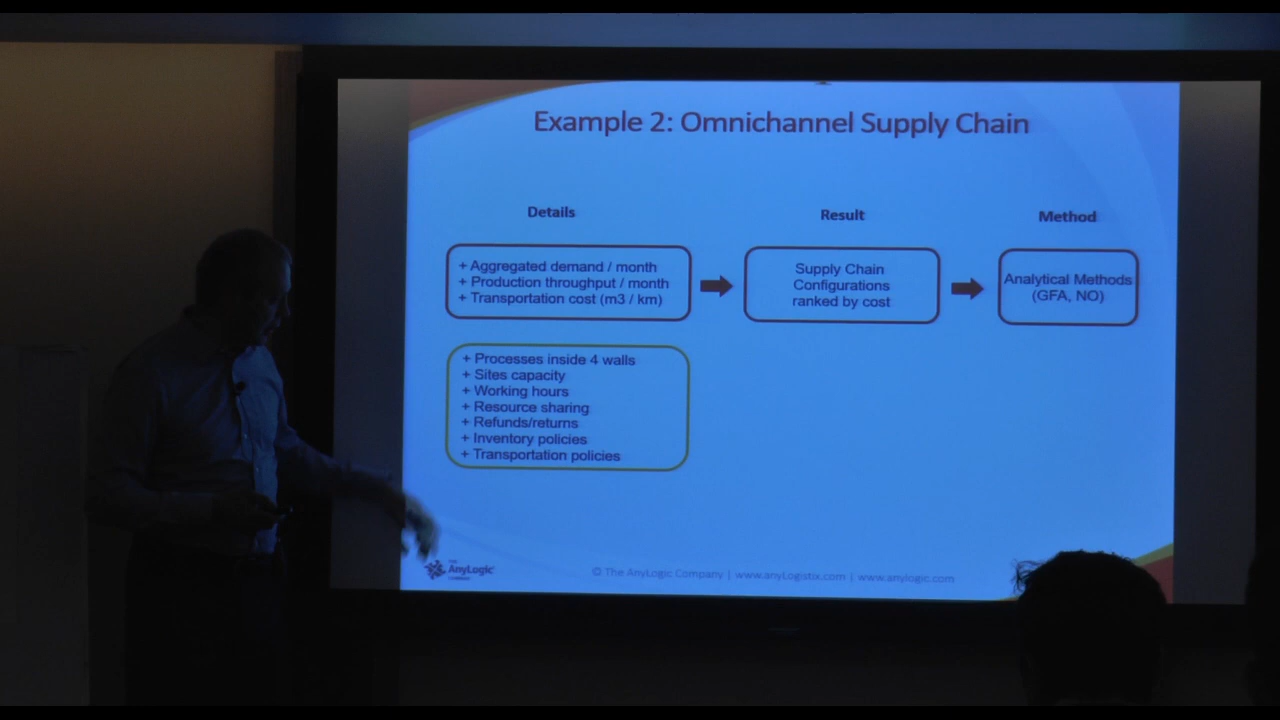 Example 2: Omnichannel Supply Chain
Details
Result
Method
+ Aggregated demand / month
+ Production throughput / month
+ Transportation cost (m3 / km)
Supply Chain
Configurations
ranked by cost
Analytical Methods
(GFA, NO)
+ Processes inside 4 walls
+ Sites capacity
+ Working hours
+ Resource sharing
+ Refunds/returns
+ Inventory policies
+ Transportation policies
THE
AnyLogic
COMPANY
© The AnyLogic Company | www.anyLogistix.com | www.anylogic.com